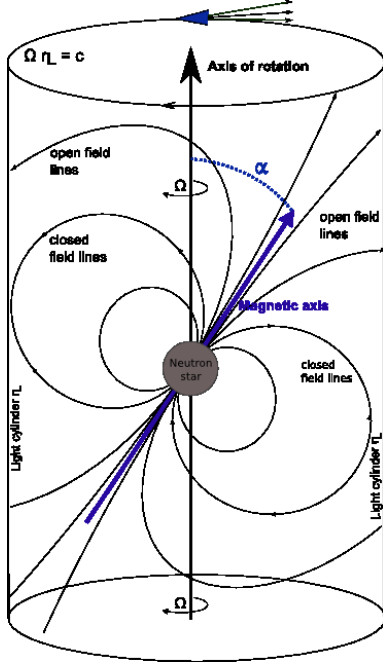 Ω r_L = c
Axis of rotation
open field
lines
α
Ω
open field
lines
closed
field lines
Magnetic axis
Neutron
star
closed
field lines
Light cylinder r_L
Light cylinder r_L
Ω